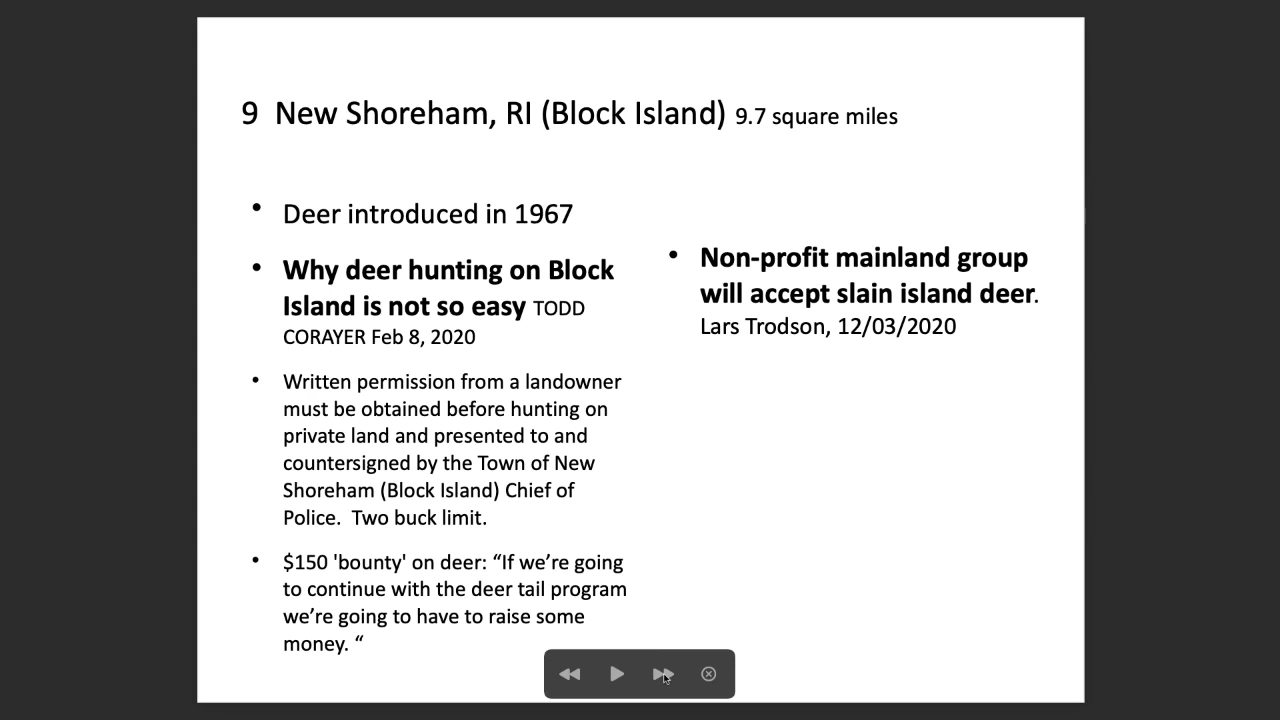 9  New Shoreham, RI (Block Island) 9.7 square miles
• Deer introduced in 1967
• Why deer hunting on Block
Island is not so easy TODD
CORAYER Feb 8, 2020
• Written permission from a landowner
must be obtained before hunting on
private land and presented to and
countersigned by the Town of New
Shoreham (Block Island) Chief of
Police.  Two buck limit.
• $150 'bounty' on deer: “If we’re going
to continue with the deer tail program
we’re going to have to raise some
money. “
• Non-profit mainland group
will accept slain island deer.
Lars Trodson, 12/03/2020